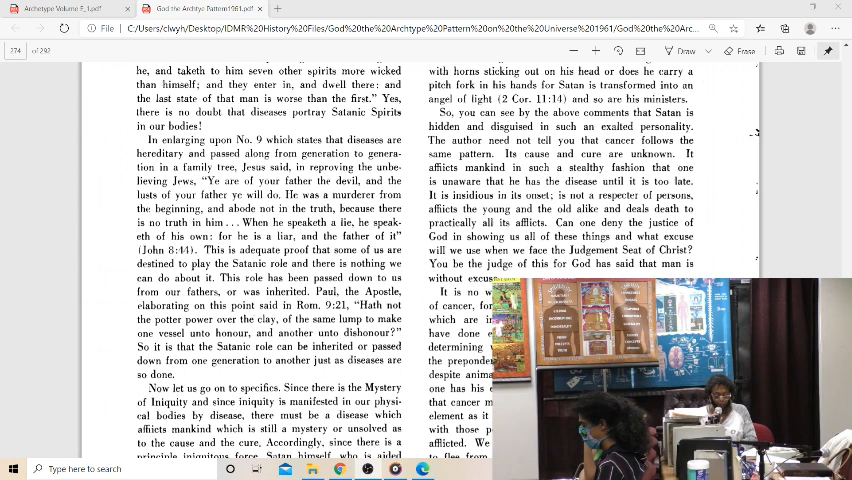 Archetype Volume E_1.pdf
God the Architye Pattern1961.pdf
File
C:/Users/clwyh/Desktop/IDMR%20History%20Files/God%20the%20Archtype%20Pattern%20on%20the%20Universe%201961/God%20the%20Arc...
274 of 292
Draw
Erase
he, and taketh to him seven other spirits more wicked
than himself; and they enter in, and dwell there: and
the last state of that man is worse than the first." Yes,
there is no doubt that diseases portray Satanic Spirits
in our bodies!
In enlarging upon No. 9 which states that diseases are
hereditary and passed along from generation to genera-
tion in a family tree, Jesus said, in reproving the unbe-
lieving Jews, "Ye are of your father the devil, and the
lusts of your father ye will do. He was a murderer from
the beginning, and abode not in the truth, because there
is no truth in him... When he speaketh a lie, he speak-
eth of his own: for he is a liar, and the father of it"
(John 8:44). This is adequate proof that some of us are
destined to play the Satanic role and there is nothing we
can do about it. This role has been passed down to us
from our fathers, or was inherited. Paul, the Apostle,
elaborating on this point said in Rom. 9:21, "Hath not
the potter power over the clay, of the same lump to make
one vessel unto honour, and another unto dishonour?"
So it is that the Satanic role can be inherited or passed
down from one generation to another just as diseases are
so done.
Now let us go on to specifics. Since there is the Mystery
of Iniquity and since iniquity is manifested in our physi-
cal bodies by disease, there must be a disease which
afflicts mankind which is still a mystery or unsolved as
to the cause and the cure. Accordingly, since there is a
principle iniquitous force, Satan himself, who is aided
with horns sticking out on his head or does he carry a
pitch fork in his hands for Satan is transformed into an
angel of light (2 Cor. 11:14) and so are his ministers.
So, you can see by the above comments that Satan is
hidden and disguised in such an exalted personality.
The author need not tell you that cancer follows the
same pattern. Its cause and cure are unknown. It
afflicts mankind in such a stealthy fashion that one
is unaware that he has the disease until it is too late.
It is insidious in its onset; is not a respecter of persons,
afflicts the young and the old alike and deals death to
practically all its afflicts. Can one deny the justice of
God in showing us all of these things and what excuse
will we use when we face the Judgement Seat of Christ?
You be the judge of this for God has said that man is
without excus
It is no w
of cancer, for
which are in
have done e
determining
the preponder
despite anima
one has his
that cancer m
element as it
with those p
afflicted. We
to flee from
Type here to search